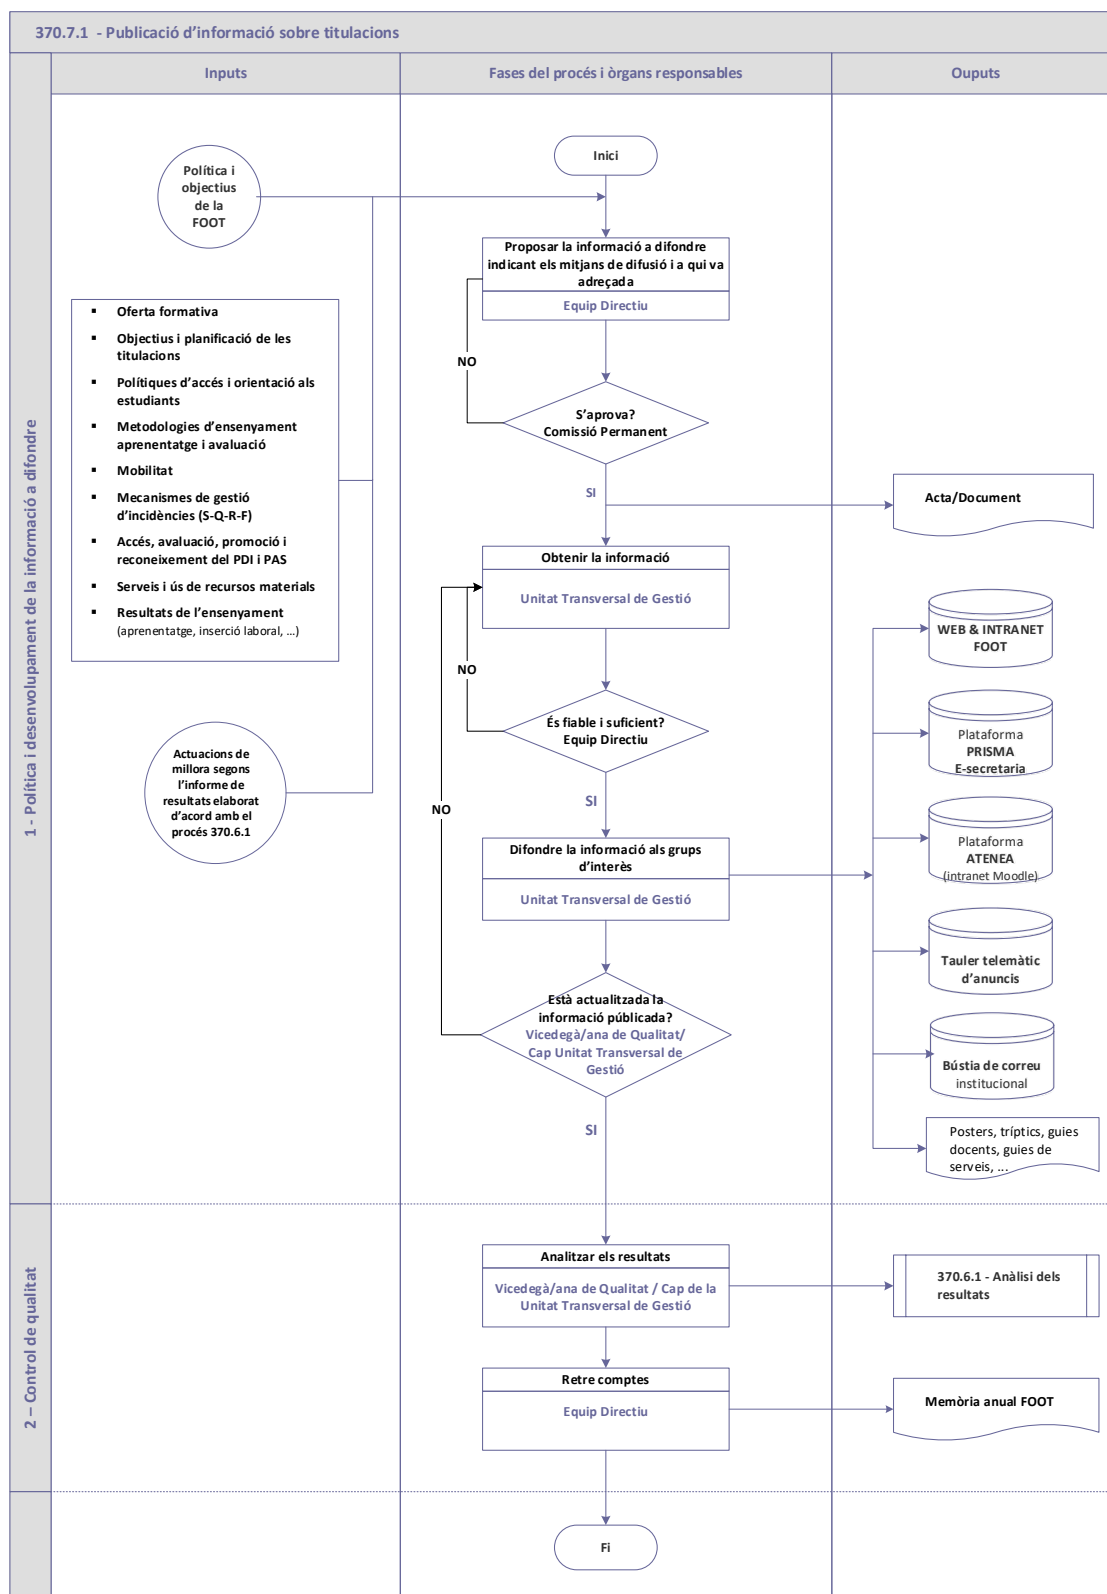 370.7.1 - Publicació d’informació sobre titulacions
Inputs
Fases del procés i òrgans responsables
Ouputs
1 - Política i desenvolupament de la informació a difondre
Política i
objectius
de la
FOOT
▪ Oferta formativa
▪ Objectius i planificació de les
titulacions
▪ Polítiques d’accés i orientació als
estudiants
▪ Metodologies d’ensenyament
aprenentatge i avaluació
▪ Mobilitat
▪ Mecanismes de gestió
d’incidències (S-Q-R-F)
▪ Accés, avaluació, promoció i
reconeixement del PDI i PAS
▪ Serveis i ús de recursos materials
▪ Resultats de l’ensenyament
(aprenentatge, inserció laboral, ...)
Actuacions de
millora segons
l’informe de
resultats elaborat
d’acord amb el
procés 370.6.1
Inici
Proposar la informació a difondre
indicant els mitjans de difusió i a qui va
adreçada
Equip Directiu
NO
S’aprova?
Comissió Permanent
SI
Acta/Document
Obtenir la informació
Unitat Transversal de Gestió
NO
És fiable i suficient?
Equip Directiu
SI
NO
Difondre la informació als grups
d’interès
Unitat Transversal de Gestió
Està actualitzada la
informació públicada?
Vicedegà/ana de Qualitat/
Cap Unitat Transversal de
Gestió
SI
WEB & INTRANET
FOOT
Plataforma
PRISMA
E-secretaria
Plataforma
ATENEA
(intranet Moodle)
Tauler telemàtic
d’anuncis
Bústia de correu
institucional
Posters, tríptics, guies
docents, guies de
serveis, ...
2 – Control de qualitat
Analitzar els resultats
Vicedegà/ana de Qualitat / Cap de la
Unitat Transversal de Gestió
370.6.1 - Anàlisi dels
resultats
Retre comptes
Equip Directiu
Memòria anual FOOT
Fi